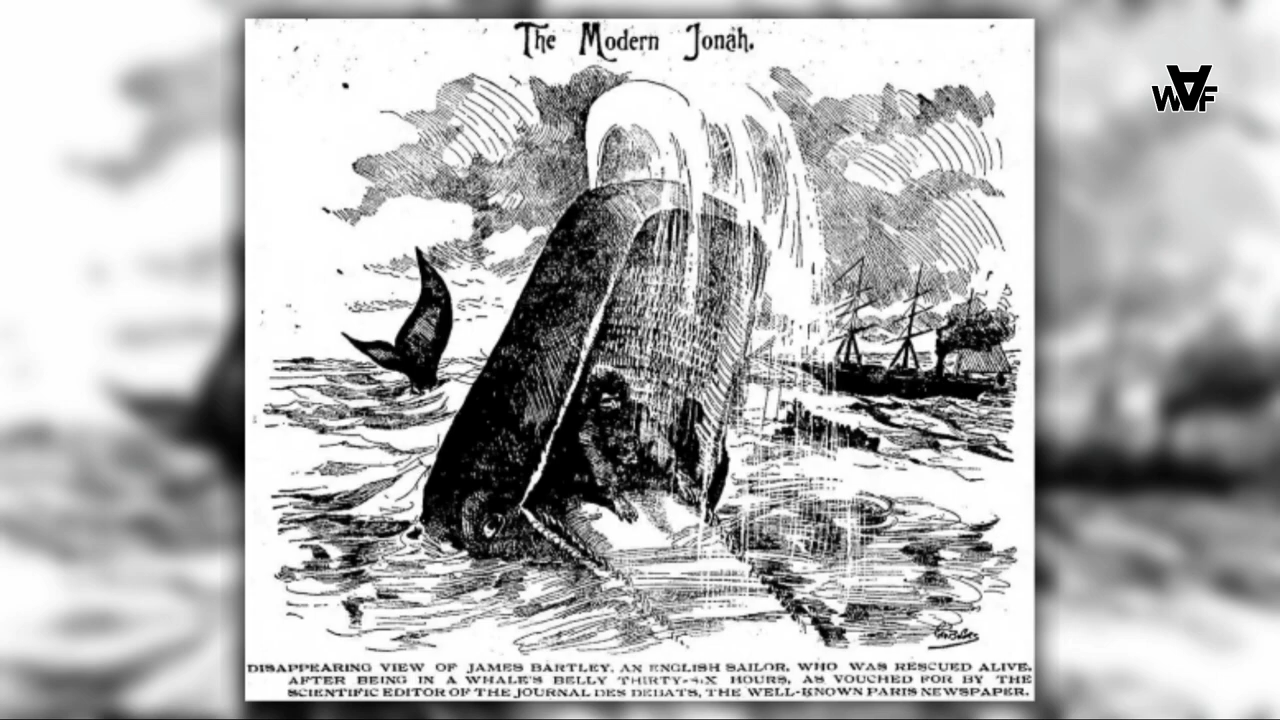 The Modern Jonah.
WAF
DISAPPEARING VIEW OF JAMES BARTLEY, AN ENGLISH SAILOR, WHO WAS RESCUED ALIVE,
AFTER BEING IN A WHALE'S BELLY THIRTY-SIX HOURS, AS VOUCHED FOR BY THE
SCIENTIFIC EDITOR OF THE JOURNAL DES DEBATS, THE WELL-KNOWN PARIS NEWSPAPER.